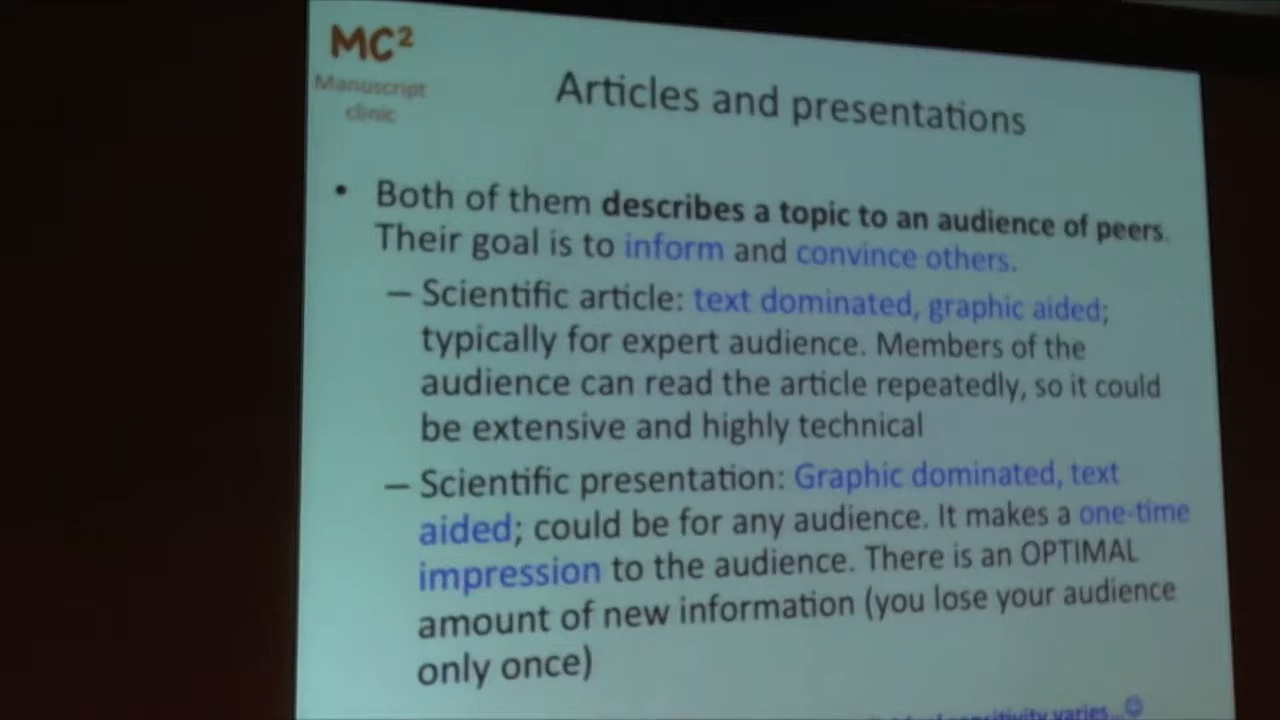 MC²
Manuscript
clinic
Articles and presentations
• Both of them describes a topic to an audience of peers.
Their goal is to inform and convince others.
– Scientific article: text dominated, graphic aided;
typically for expert audience. Members of the
audience can read the article repeatedly, so it could
be extensive and highly technical
– Scientific presentation: Graphic dominated, text
aided; could be for any audience. It makes a one-time
impression to the audience. There is an OPTIMAL
amount of new information (you lose your audience
only once)
sensitivity varies...☺